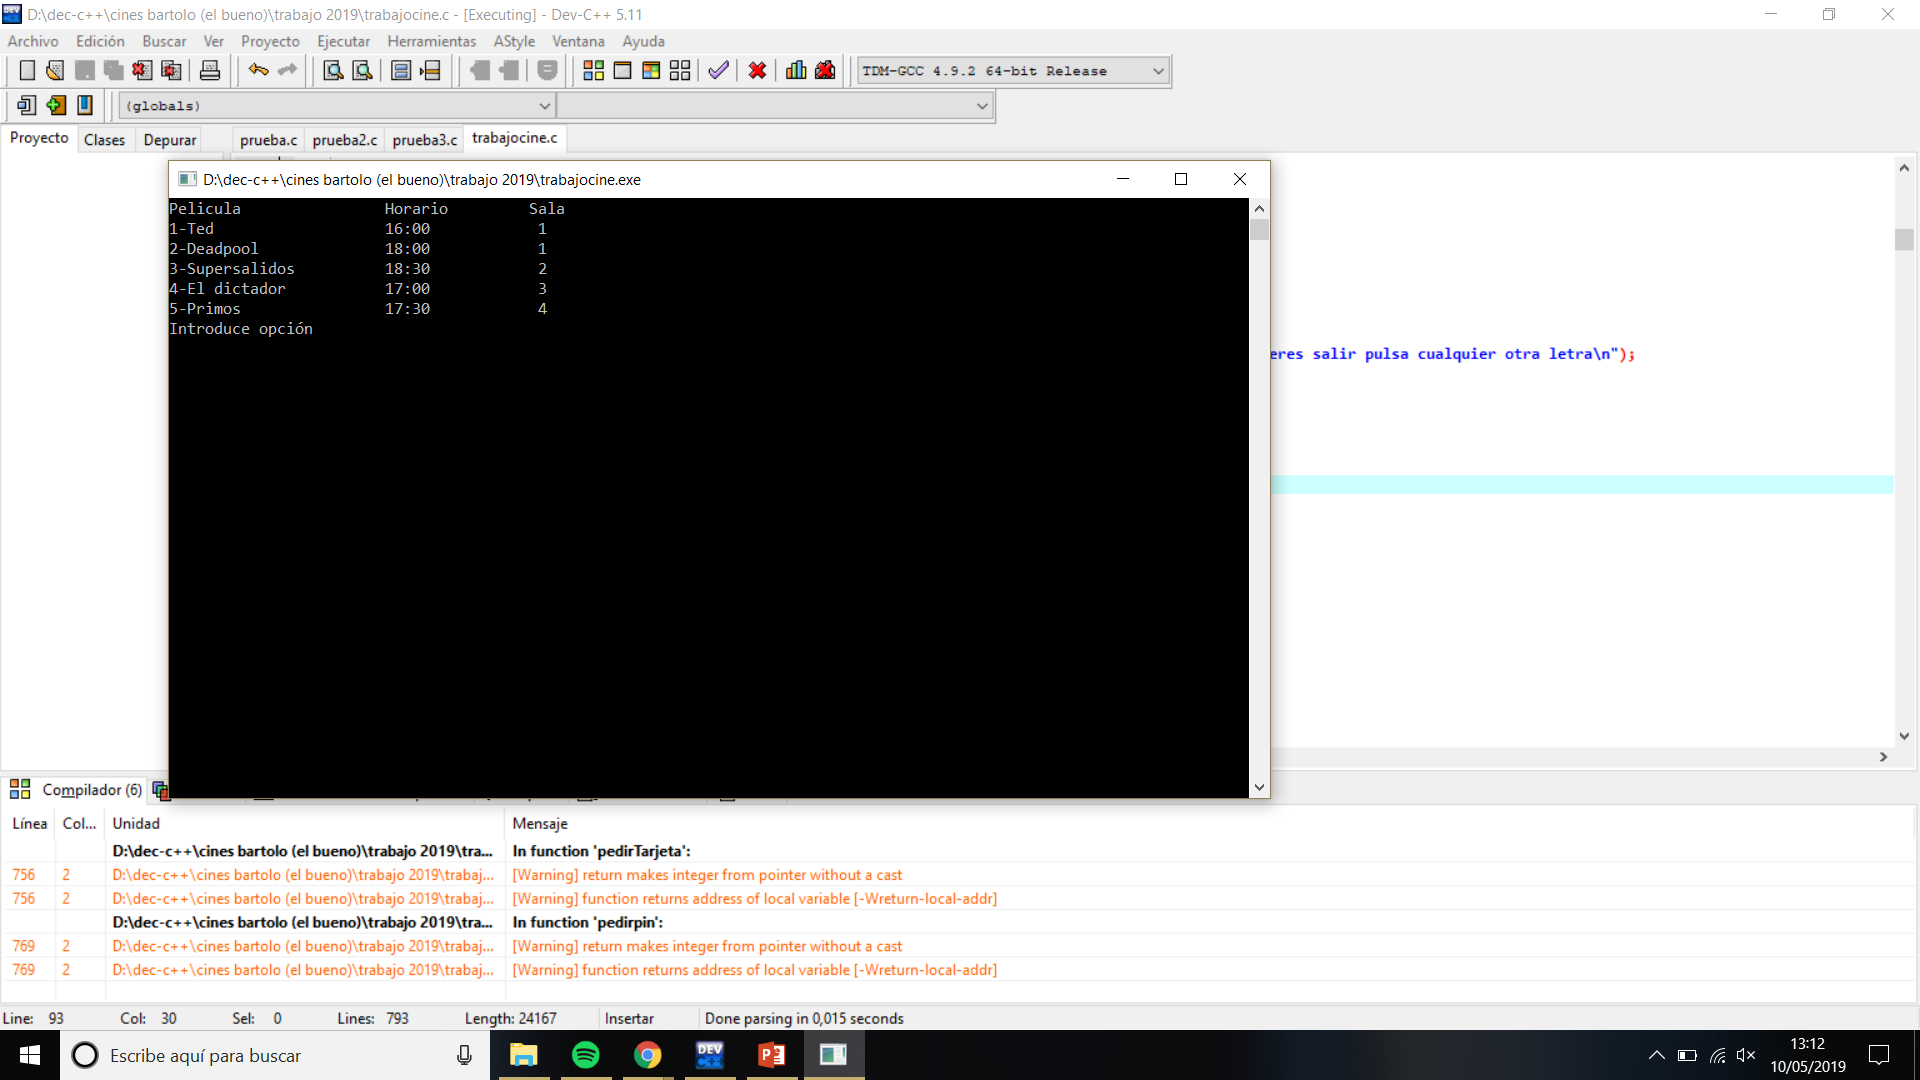 D:\dec-c++\cines bartolo (el bueno)\trabajo 2019\trabajocine.c - [Executing] - Dev-C++ 5.11
Archivo Edición Buscar Ver Proyecto Ejecutar Herramientas AStyle Ventana Ayuda
TDM-GCC 4.9.2 64-bit Release
(globals)
Proyecto Clases Depurar prueba.c prueba2.c prueba3.c trabajocine.c
D:\dec-c++\cines bartolo (el bueno)\trabajo 2019\trabajocine.exe
Pelicula Horario Sala
1-Ted 16:00 1
2-Deadpool 18:00 1
3-Supersalidos 18:30 2
4-El dictador 17:00 3
5-Primos 17:30 4
Introduce opción
eres salir pulsa cualquier otra letra\n");
Compilador (6)
Línea Col... Unidad Mensaje
D:\dec-c++\cines bartolo (el bueno)\trabajo 2019\tra... In function 'pedirTarjeta':
756 2 D:\dec-c++\cines bartolo (el bueno)\trabajo 2019\trabaj... [Warning] return makes integer from pointer without a cast
756 2 D:\dec-c++\cines bartolo (el bueno)\trabajo 2019\trabaj... [Warning] function returns address of local variable [-Wreturn-local-addr]
D:\dec-c++\cines bartolo (el bueno)\trabajo 2019\tra... In function 'pedirpin':
769 2 D:\dec-c++\cines bartolo (el bueno)\trabajo 2019\trabaj... [Warning] return makes integer from pointer without a cast
769 2 D:\dec-c++\cines bartolo (el bueno)\trabajo 2019\trabaj... [Warning] function returns address of local variable [-Wreturn-local-addr]
Line: 93 Col: 30 Sel: 0 Lines: 793 Length: 24167 Insertar Done parsing in 0,015 seconds
Escribe aquí para buscar
DEV C++
13:12
10/05/2019